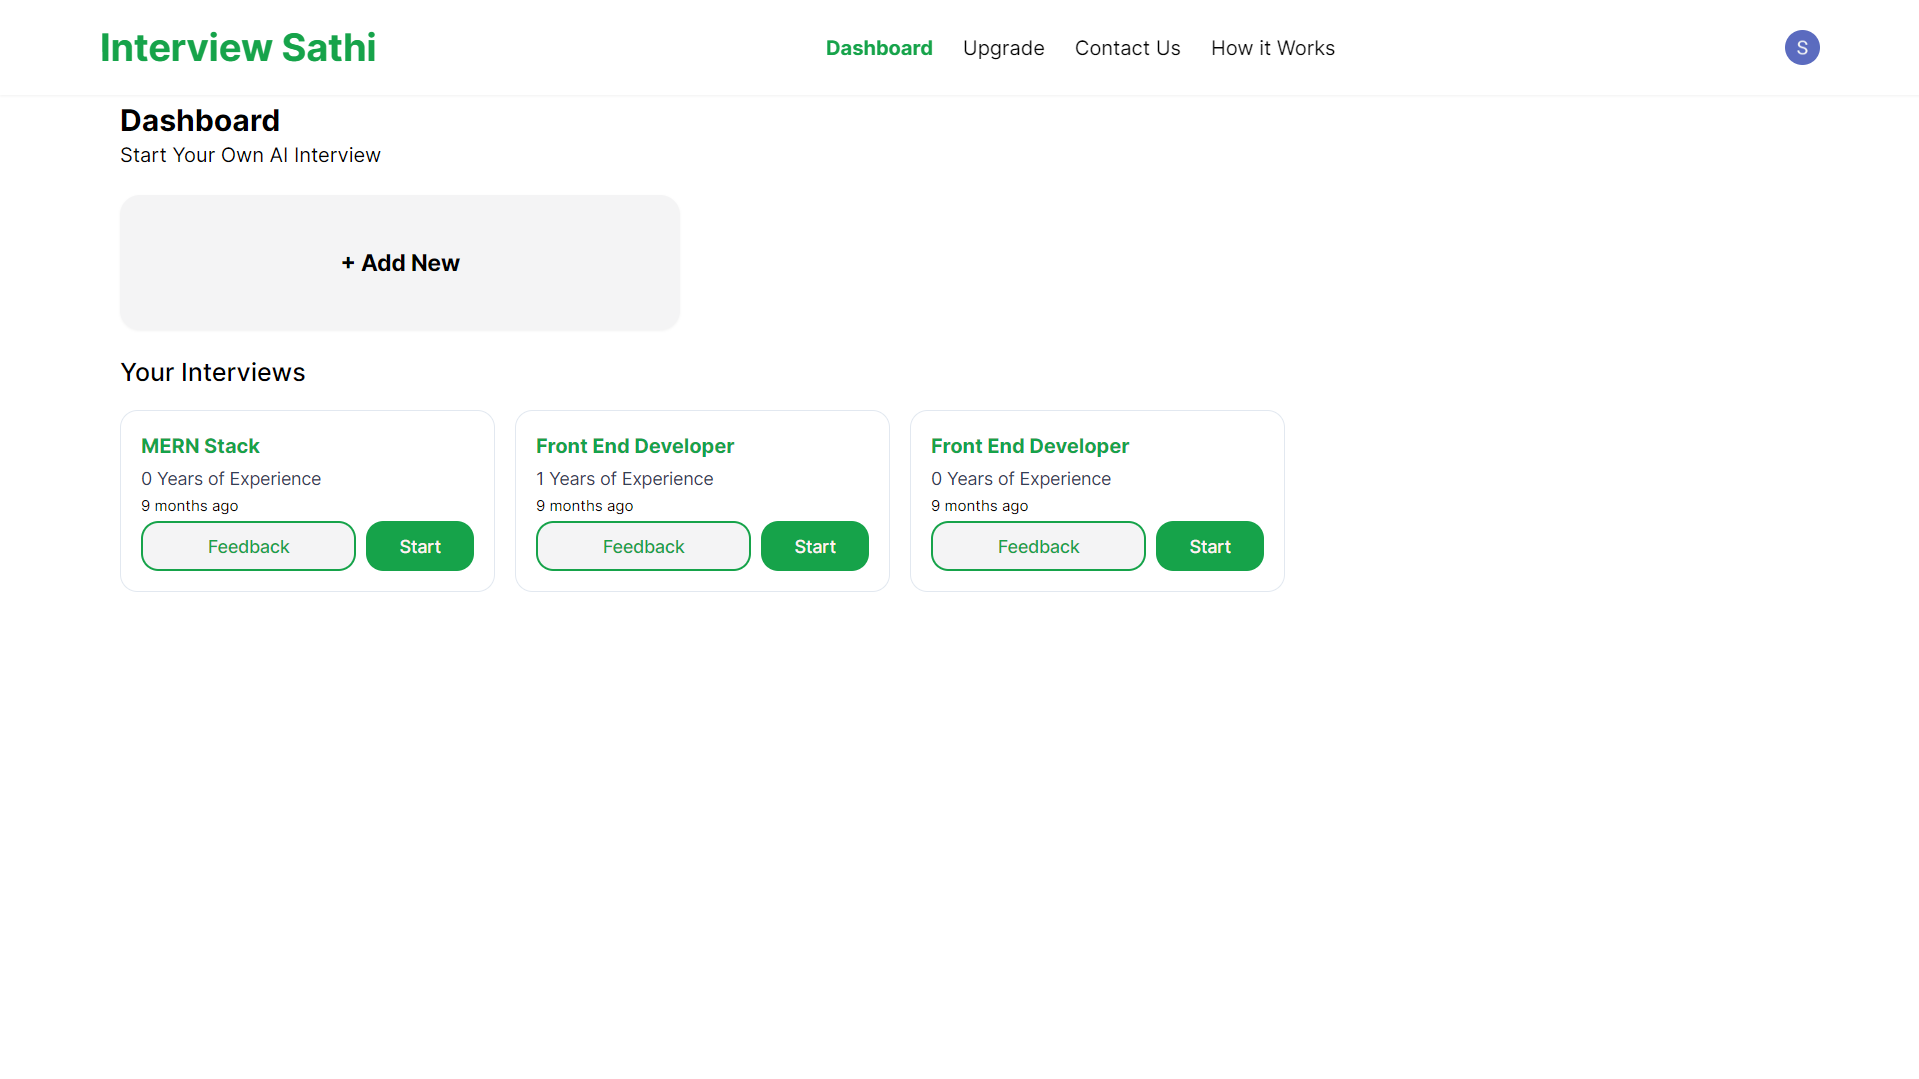 Interview Sathi
Dashboard Upgrade Contact Us How it Works
S
Dashboard
Start Your Own AI Interview
+ Add New
Your Interviews
MERN Stack
0 Years of Experience
9 months ago
Feedback Start
Front End Developer
1 Years of Experience
9 months ago
Feedback Start
Front End Developer
0 Years of Experience
9 months ago
Feedback Start